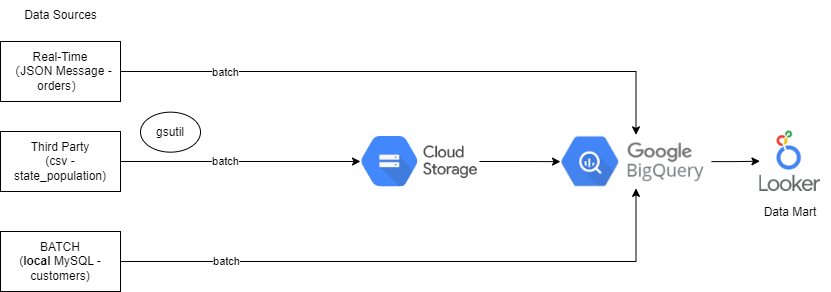 Data Sources
Real-Time
(JSON Message -
orders)
batch
gsutil
Third Party
(csv -
state_population)
batch
Cloud
Storage
Google
BigQuery
Looker
Data Mart
BATCH
(local MySQL -
customers)
batch